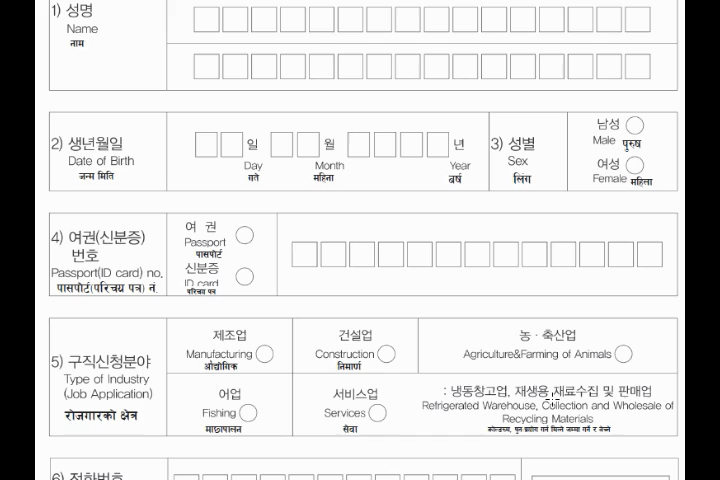 1) 성명
Name
नाम
2) 생년월일
Date of Birth
जन्म मिति
일
Day
गते
월
Month
महिना
년
Year
वर्ष
3) 성별
Sex
लिंग
남성
Male पुरुष
여성
Female महिला
4) 여권(신분증)
번호
Passport(ID card) no.
पासपोर्ट(परिचय पत्र) नं.
여 권
Passport
पासपोर्ट
신분증
ID card
परिचय पत्र
5) 구직신청분야
Type of Industry
(Job Application)
रोजगारको क्षेत्र
제조업
Manufacturing
औद्योगिक
건설업
Construction
निमार्ण
농 · 축산업
Agriculture&Farming of Animals
어업
Fishing
माछापालन
서비스업
Services
सेवा
: 냉동창고업, 재생용 재료수집 및 판매업
Refrigerated Warehouse, Collection and Wholesale of
Recycling Materials
6) 전화번호